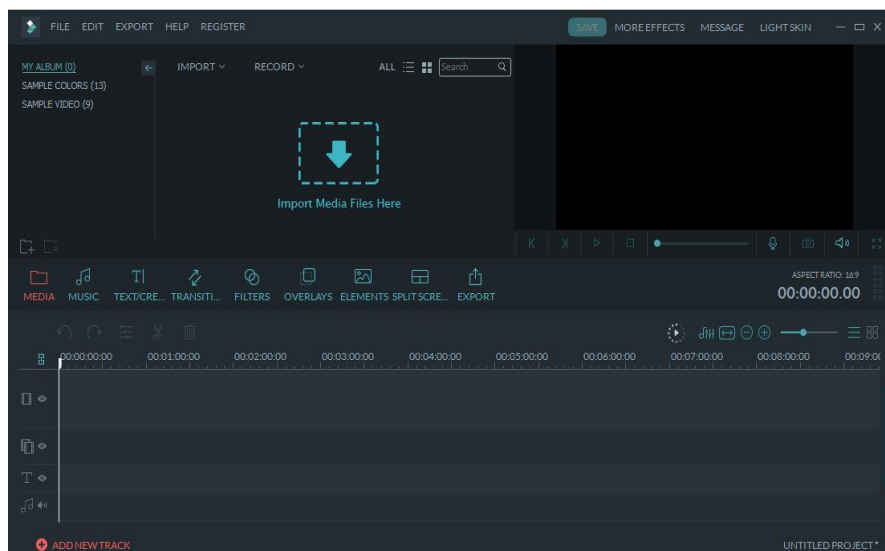 FILE EDIT EXPORT HELP REGISTER
SAVE MORE EFFECTS MESSAGE LIGHT SKIN
MY ALBUM (0)
IMPORT RECORD ALL Search
SAMPLE COLORS (13)
SAMPLE VIDEO (9)
Import Media Files Here
MEDIA MUSIC TEXT/CRE... TRANSITI... FILTERS OVERLAYS ELEMENTS SPLIT SCRE... EXPORT
ASPECT RATIO: 16:9
00:00:00.00
00:00:00:00 00:01:00:00 00:02:00:00 00:03:00:00 00:04:00:00 00:05:00:00 00:06:00:00 00:07:00:00 00:08:00:00 00:09:00
ADD NEW TRACK
UNTITLED PROJECT*